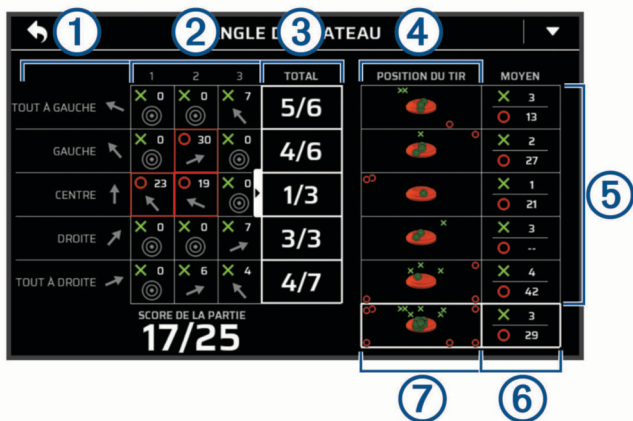 1 2 3 4
NGLE D ATEAU
1 2 3 TOTAL POSITION DU TIR MOYEN
TOUT À GAUCHE 0 0 7 5/6 3
13
GAUCHE 0 30 0 4/6 2
27
CENTRE 23 19 0 1/3 1
21
5
DROITE 0 0 7 3/3 3
--
TOUT À DROITE 0 6 4 4/7 4
42
SCORE DE LA PARTIE
17/25
3
29
7 6